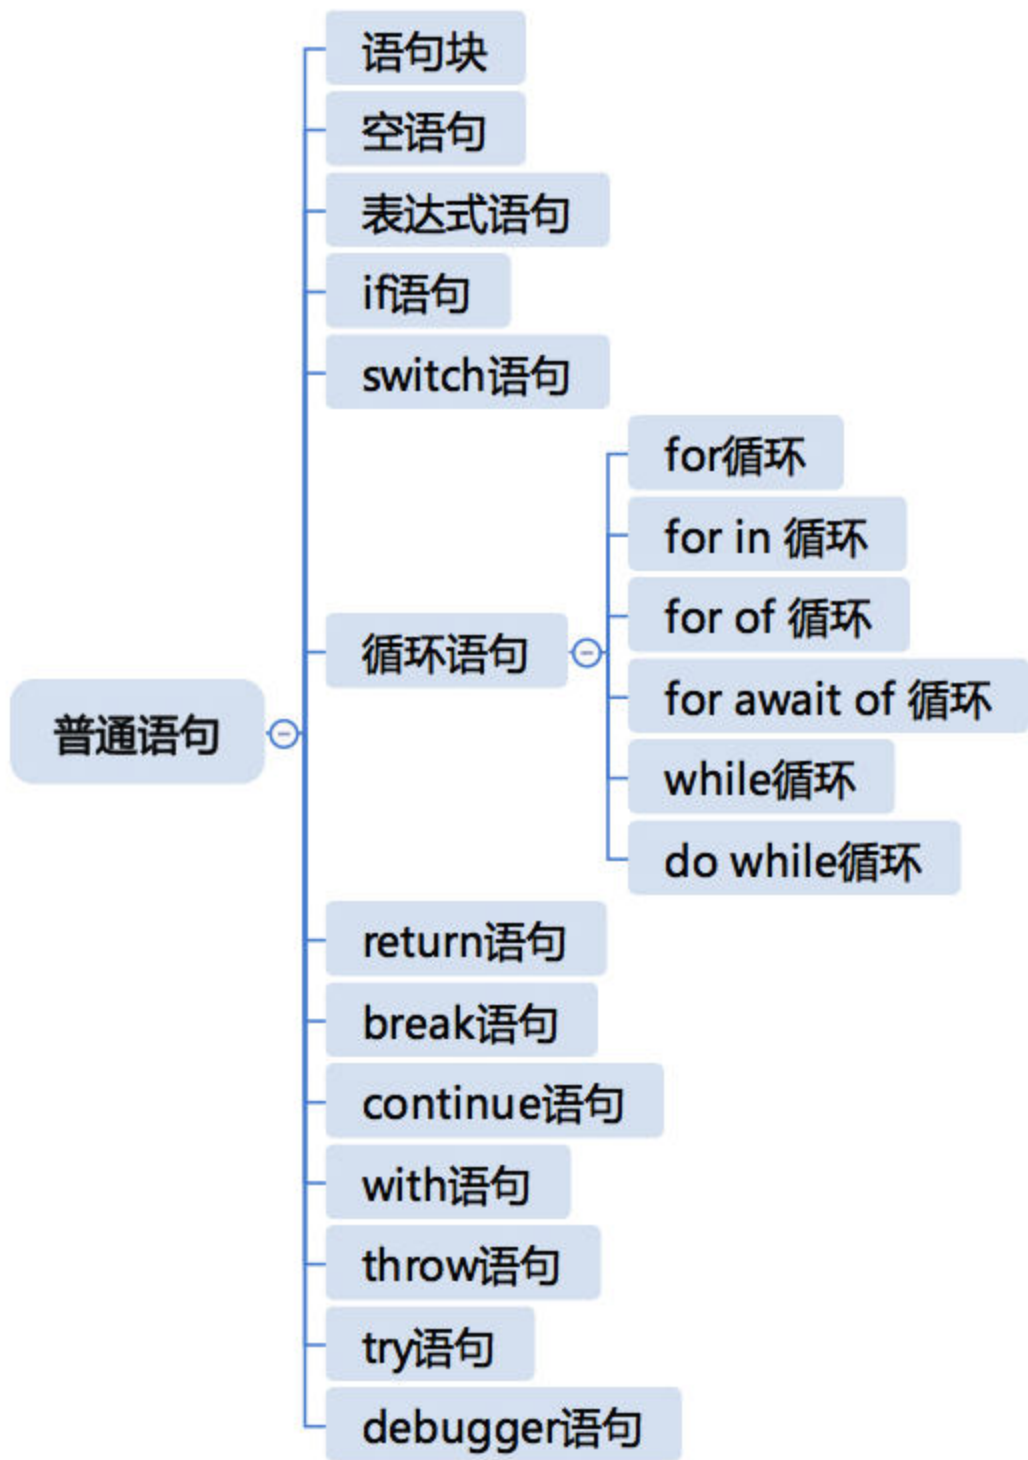 语句块
空语句
表达式语句
if语句
switch语句
for循环
for in 循环
for of 循环
循环语句
for await of 循环
普通语句
while循环
do while循环
return语句
break语句
continue语句
with语句
throw语句
try语句
debugger语句